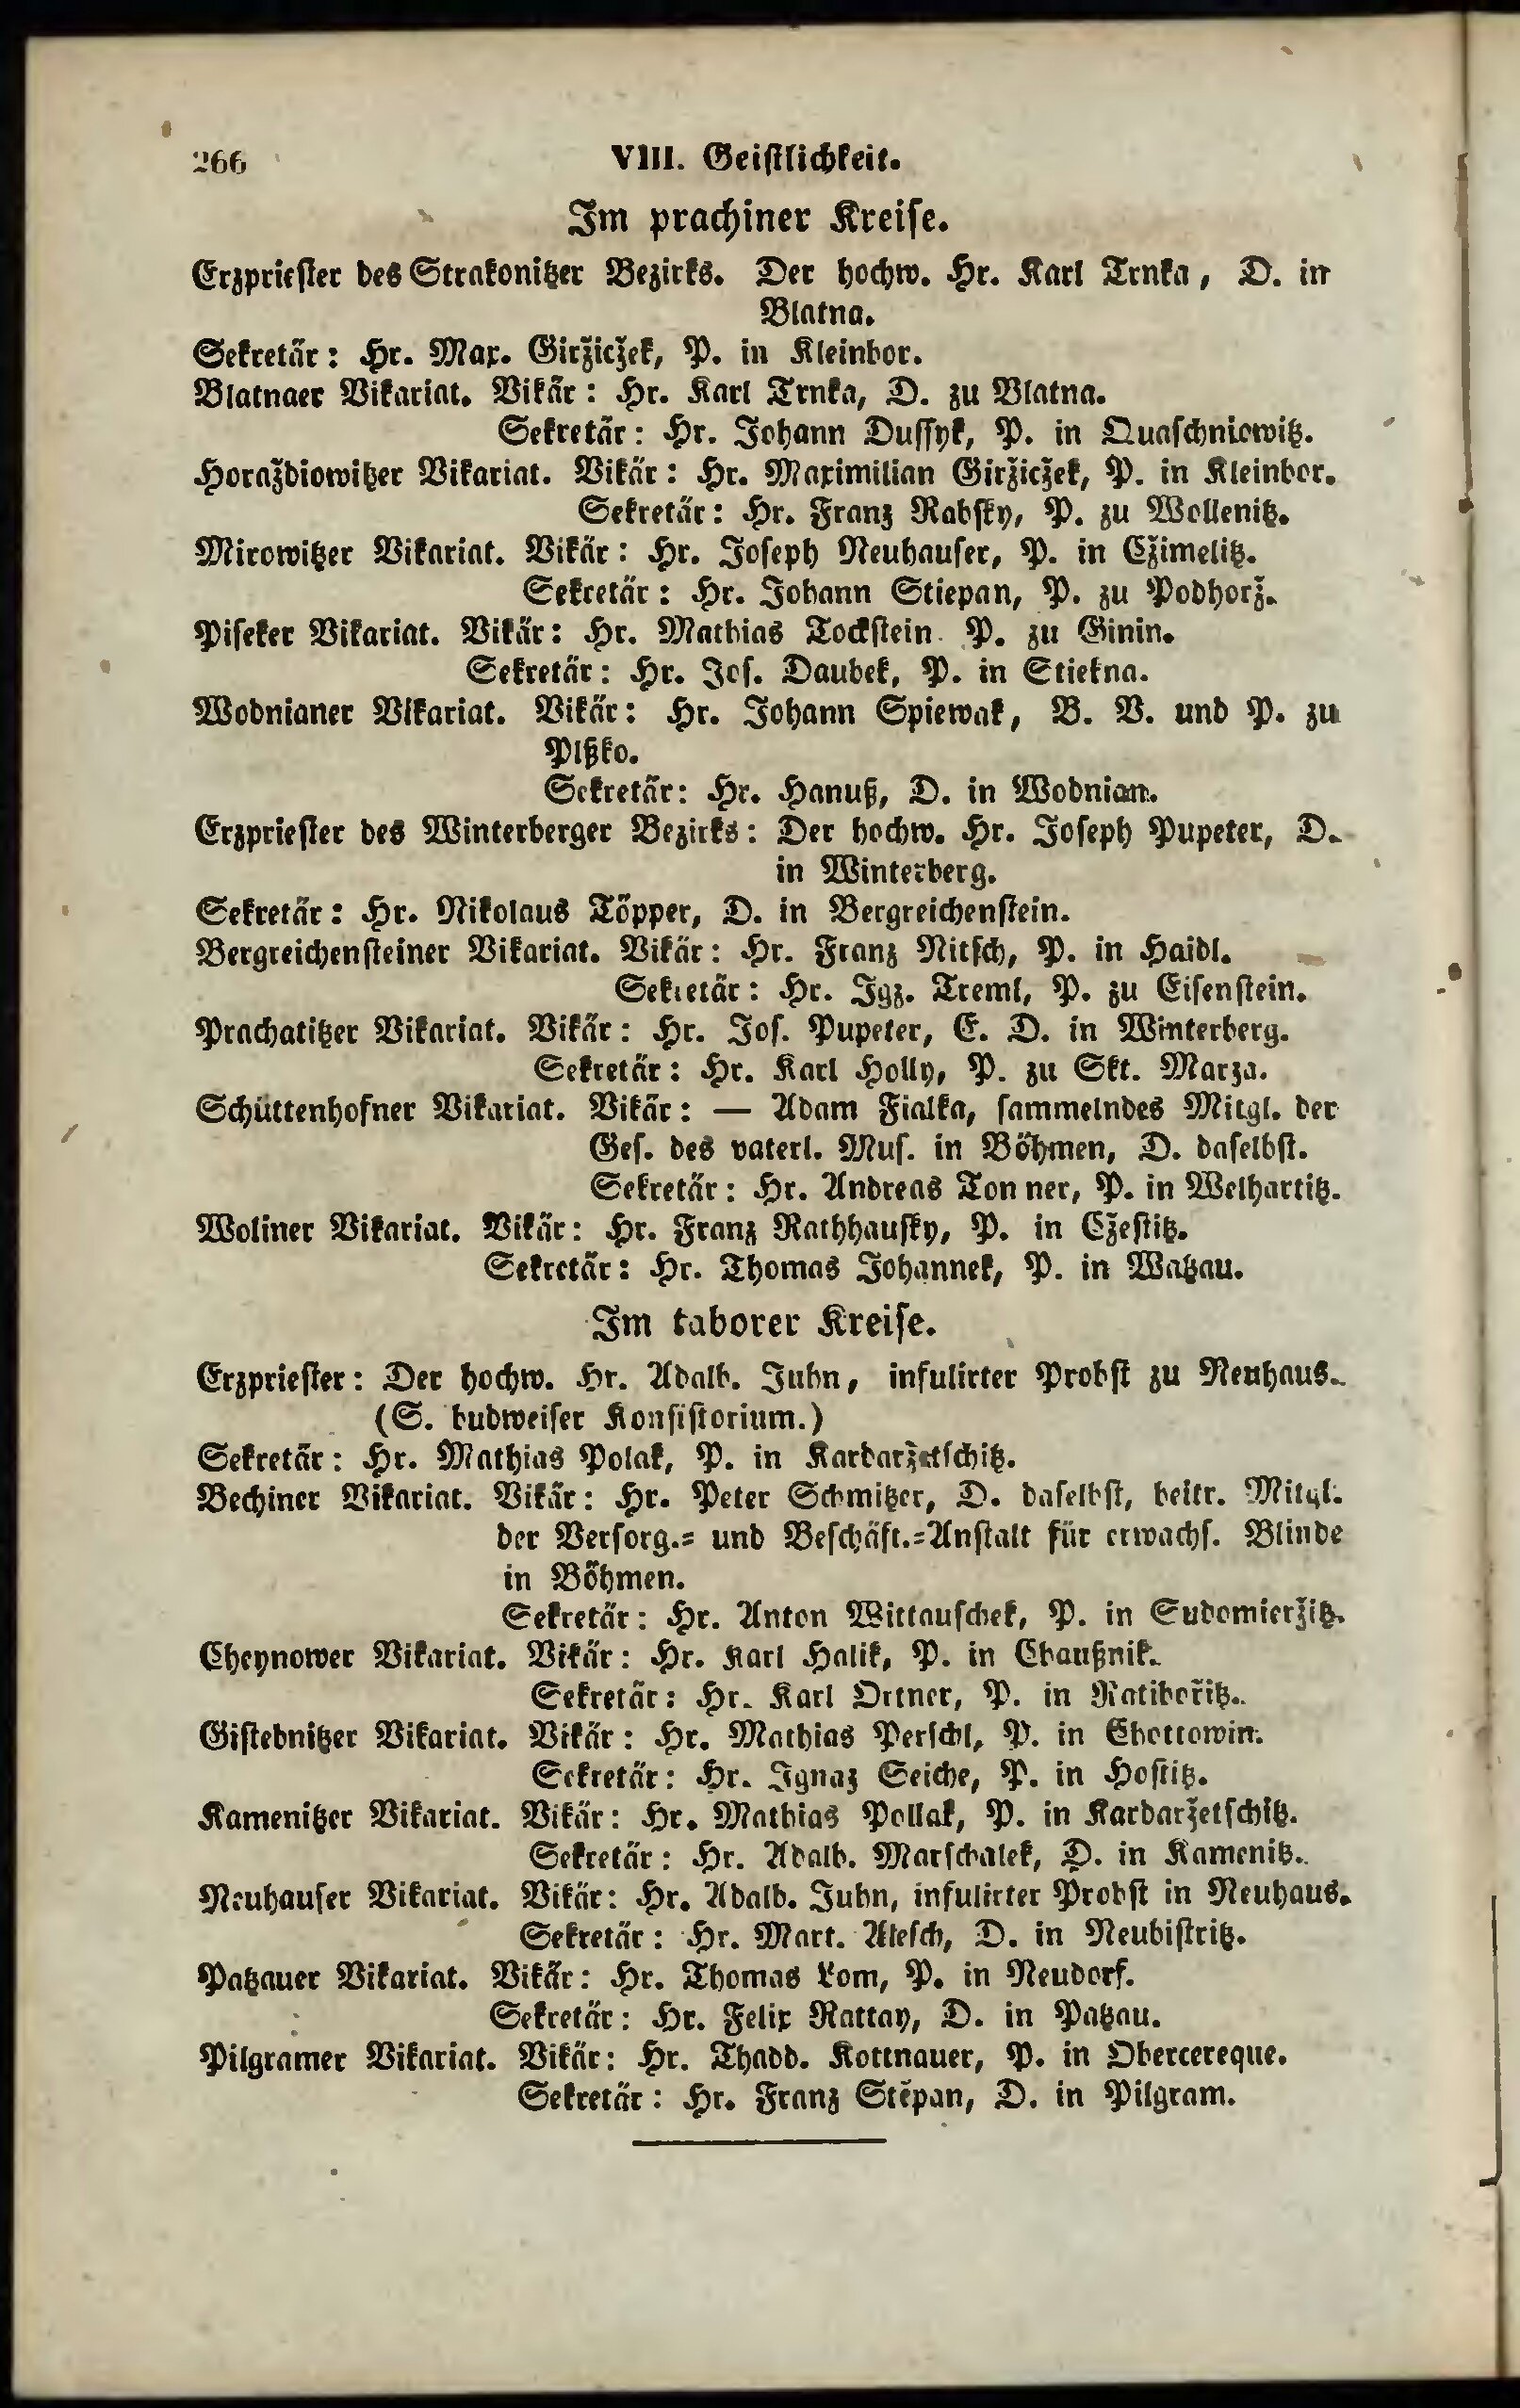 266
VIII. Geistlichkeit.
Im prachiner Kreise.
Erzpriester des Strakonitzer Bezirks. Der hochw. Hr. Karl Trnka, D. in
Blatna.
Sekretär: Hr. Max. Giržiczek, P. in Kleinbor.
Blatnaer Vikariat. Vikär: Hr. Karl Trnka, D. zu Blatna.
Sekretär: Hr. Johann Dussyk, P. in Quaschniowitz.
Horaždiowitzer Vikariat. Vikär: Hr. Maximilian Giržiczek, P. in Kleinbor.
Sekretär: Hr. Franz Rabsky, P. zu Wollenitz.
Mirowitzer Vikariat. Vikär: Hr. Joseph Neuhauser, P. in Cžimelitz.
Sekretär: Hr. Johann Stiepan, P. zu Podhorž.
Piseker Vikariat. Vikär: Hr. Mathias Tockstein P. zu Ginin.
Sekretär: Hr. Jos. Daubek, P. in Stiekna.
Wodnianer Vikariat. Vikär: Hr. Johann Spiewak, B. V. und P. zu
Plßko.
Sekretär: Hr. Hanuß, D. in Wodnian.
Erzpriester des Winterberger Bezirks: Der hochw. Hr. Joseph Pupeter, D.
in Winterberg.
Sekretär: Hr. Nikolaus Töpper, D. in Bergreichenstein.
Bergreichensteiner Vikariat. Vikär: Hr. Franz Nitsch, P. in Haidl.
Sekretär: Hr. Igz. Treml, P. zu Eisenstein.
Prachatitzer Vikariat. Vikär: Hr. Jos. Pupeter, E. D. in Winterberg.
Sekretär: Hr. Karl Holly, P. zu Skt. Marza.
Schüttenhofner Vikariat. Vikär: — Adam Fialka, sammelndes Mitgl. der
Ges. des vaterl. Mus. in Böhmen, D. daselbst.
Sekretär: Hr. Andreas Tonner, P. in Welhartitz.
Woliner Vikariat. Vikär: Hr. Franz Rathhausky, P. in Cžestitz.
Sekretär: Hr. Thomas Johannek, P. in Watzau.
Im taborer Kreise.
Erzpriester: Der hochw. Hr. Adalb. Juhn, infulirter Probst zu Neuhaus.
(S. budweiser Konsistorium.)
Sekretär: Hr. Mathias Polak, P. in Kardaržetschitz.
Bechiner Vikariat. Vikär: Hr. Peter Schmitzer, D. daselbst, beitr. Mitgl.
der Versorg.= und Beschäft.=Anstalt für erwachs. Blinde
in Böhmen.
Sekretär: Hr. Anton Wittauschek, P. in Sudomieržitz.
Cheynower Vikariat. Vikär: Hr. Karl Halik, P. in Chaußnik.
Sekretär: Hr. Karl Ortner, P. in Ratibořitz.
Gistebnitzer Vikariat. Vikär: Hr. Mathias Perschl, P. in Chottowin.
Sekretär: Hr. Ignaz Seiche, P. in Hostitz.
Kamenitzer Vikariat. Vikär: Hr. Mathias Pollak, P. in Kardaržetschitz.
Sekretär: Hr. Adalb. Marschalek, D. in Kamenitz.
Neuhauser Vikariat. Vikär: Hr. Adalb. Juhn, infulirter Probst in Neuhaus.
Sekretär: Hr. Mart. Alesch, D. in Neubistritz.
Patzauer Vikariat. Vikär: Hr. Thomas Lom, P. in Neudorf.
Sekretär: Hr. Felix Rattay, D. in Patzau.
Pilgramer Vikariat. Vikär: Hr. Thadd. Kottnauer, P. in Obercereque.
Sekretär: Hr. Franz Stěpan, D. in Pilgram.